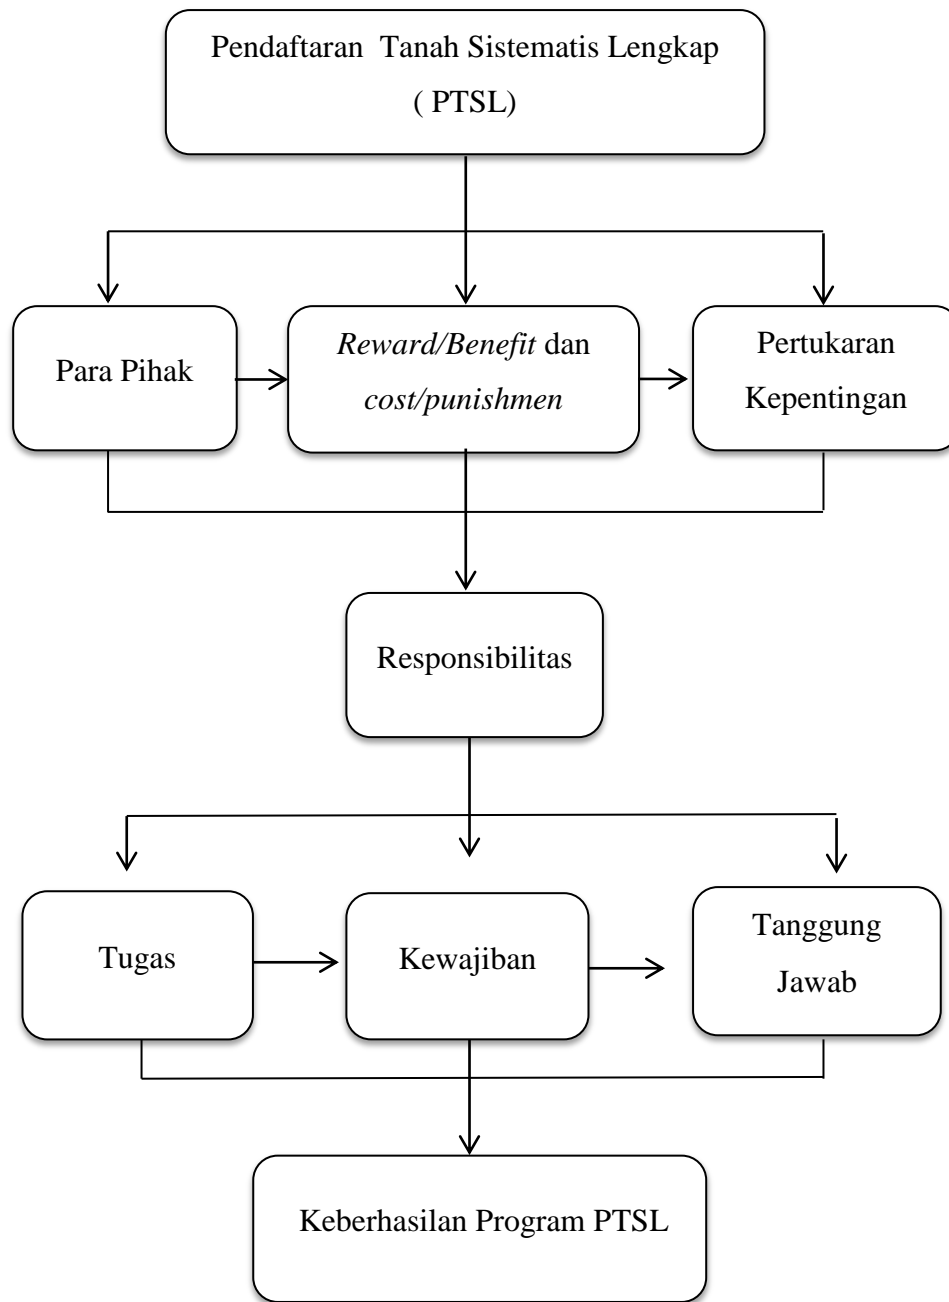 Pendaftaran Tanah Sistematis Lengkap
( PTSL)
Para Pihak
Reward/Benefit dan
cost/punishmen
Pertukaran
Kepentingan
Responsibilitas
Tugas
Kewajiban
Tanggung
Jawab
Keberhasilan Program PTSL